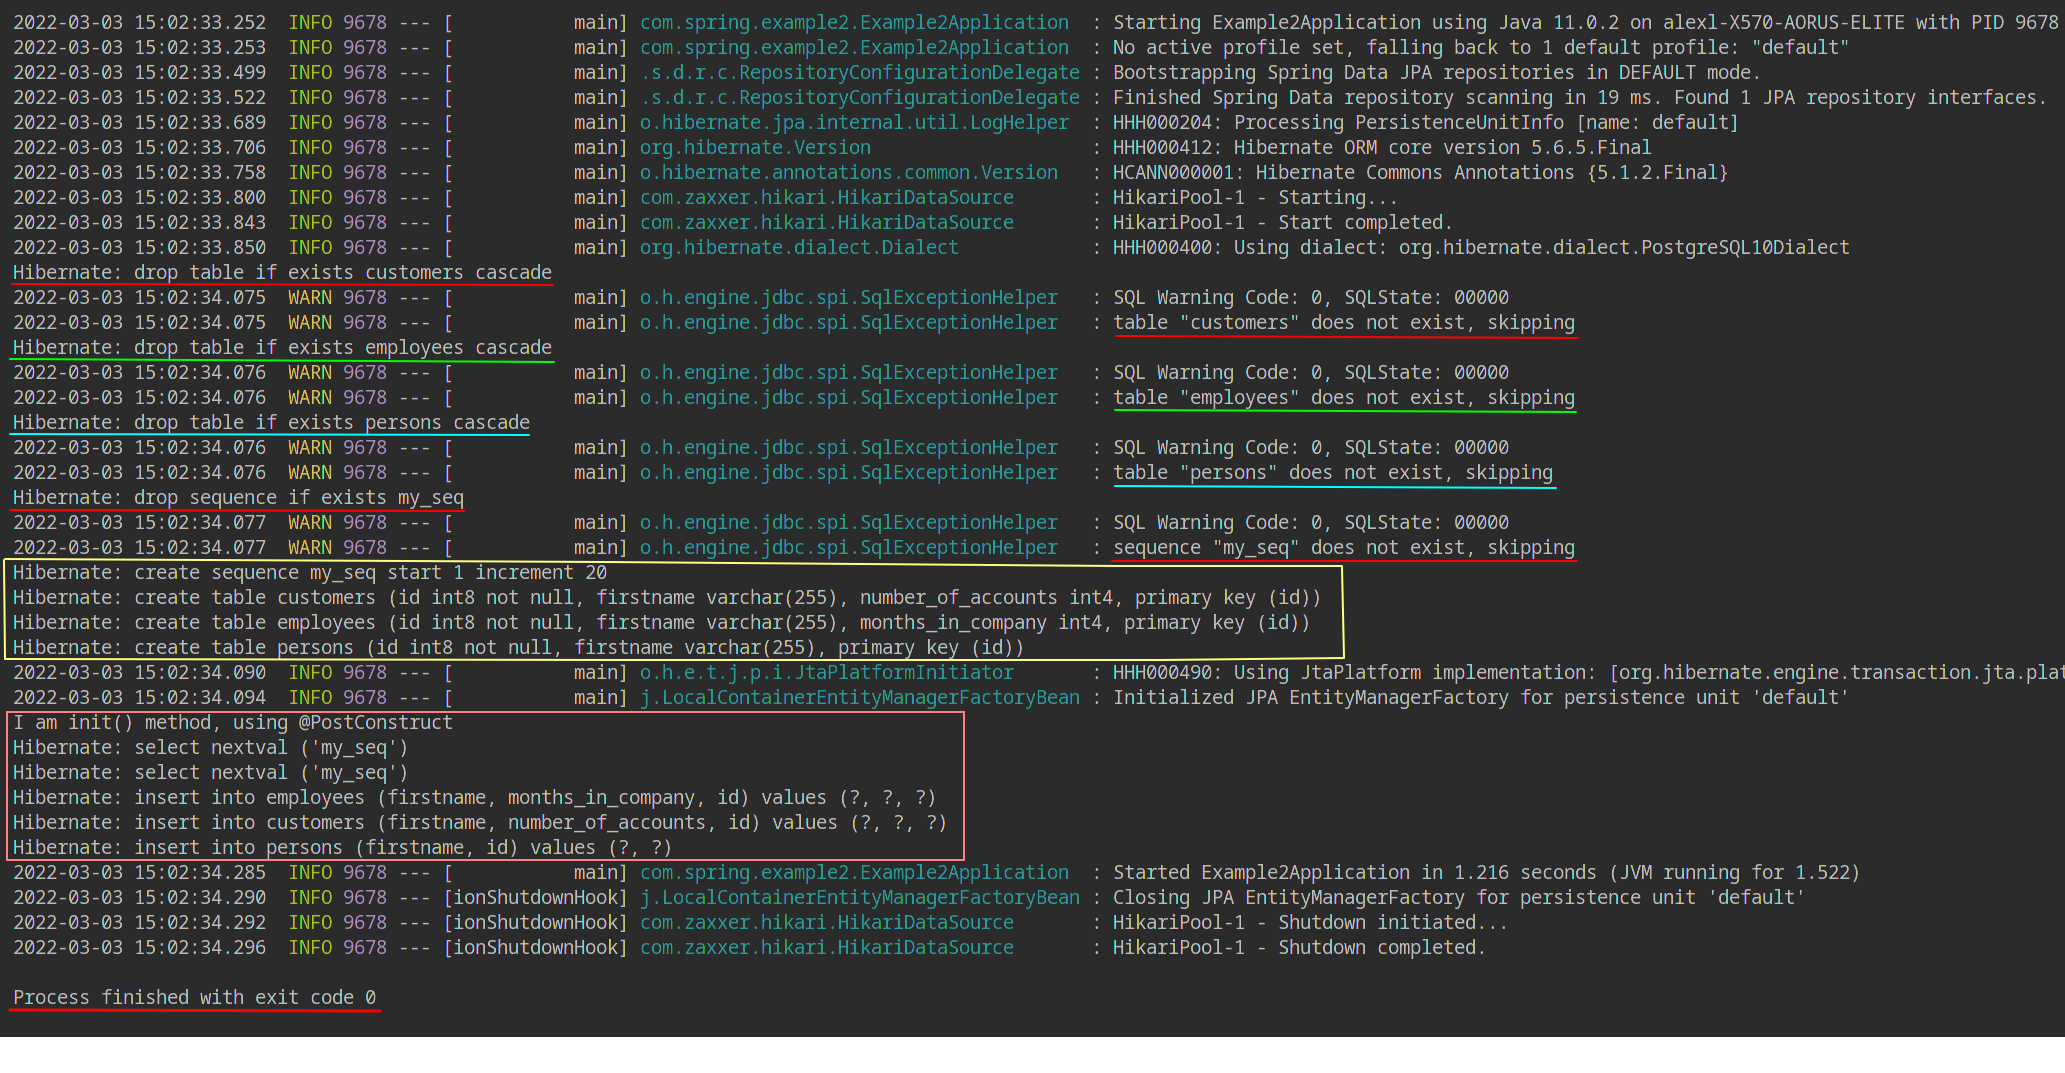 2022-03-03 15:02:33.252  INFO 9678 --- [           main] com.spring.example2.Example2Application  : Starting Example2Application using Java 11.0.2 on alexl-X570-AORUS-ELITE with PID 9678
2022-03-03 15:02:33.253  INFO 9678 --- [           main] com.spring.example2.Example2Application  : No active profile set, falling back to 1 default profile: "default"
2022-03-03 15:02:33.499  INFO 9678 --- [           main] .s.d.r.c.RepositoryConfigurationDelegate : Bootstrapping Spring Data JPA repositories in DEFAULT mode.
2022-03-03 15:02:33.522  INFO 9678 --- [           main] .s.d.r.c.RepositoryConfigurationDelegate : Finished Spring Data repository scanning in 19 ms. Found 1 JPA repository interfaces.
2022-03-03 15:02:33.689  INFO 9678 --- [           main] o.hibernate.jpa.internal.util.LogHelper  : HHH000204: Processing PersistenceUnitInfo [name: default]
2022-03-03 15:02:33.706  INFO 9678 --- [           main] org.hibernate.Version                    : HHH000412: Hibernate ORM core version 5.6.5.Final
2022-03-03 15:02:33.758  INFO 9678 --- [           main] o.hibernate.annotations.common.Version   : HCANN000001: Hibernate Commons Annotations {5.1.2.Final}
2022-03-03 15:02:33.800  INFO 9678 --- [           main] com.zaxxer.hikari.HikariDataSource       : HikariPool-1 - Starting...
2022-03-03 15:02:33.843  INFO 9678 --- [           main] com.zaxxer.hikari.HikariDataSource       : HikariPool-1 - Start completed.
2022-03-03 15:02:33.850  INFO 9678 --- [           main] org.hibernate.dialect.Dialect            : HHH000400: Using dialect: org.hibernate.dialect.PostgreSQL10Dialect
Hibernate: drop table if exists customers cascade
2022-03-03 15:02:34.075  WARN 9678 --- [           main] o.h.engine.jdbc.spi.SqlExceptionHelper   : SQL Warning Code: 0, SQLState: 00000
2022-03-03 15:02:34.075  WARN 9678 --- [           main] o.h.engine.jdbc.spi.SqlExceptionHelper   : table "customers" does not exist, skipping
Hibernate: drop table if exists employees cascade
2022-03-03 15:02:34.076  WARN 9678 --- [           main] o.h.engine.jdbc.spi.SqlExceptionHelper   : SQL Warning Code: 0, SQLState: 00000
2022-03-03 15:02:34.076  WARN 9678 --- [           main] o.h.engine.jdbc.spi.SqlExceptionHelper   : table "employees" does not exist, skipping
Hibernate: drop table if exists persons cascade
2022-03-03 15:02:34.076  WARN 9678 --- [           main] o.h.engine.jdbc.spi.SqlExceptionHelper   : SQL Warning Code: 0, SQLState: 00000
2022-03-03 15:02:34.076  WARN 9678 --- [           main] o.h.engine.jdbc.spi.SqlExceptionHelper   : table "persons" does not exist, skipping
Hibernate: drop sequence if exists my_seq
2022-03-03 15:02:34.077  WARN 9678 --- [           main] o.h.engine.jdbc.spi.SqlExceptionHelper   : SQL Warning Code: 0, SQLState: 00000
2022-03-03 15:02:34.077  WARN 9678 --- [           main] o.h.engine.jdbc.spi.SqlExceptionHelper   : sequence "my_seq" does not exist, skipping
Hibernate: create sequence my_seq start 1 increment 20
Hibernate: create table customers (id int8 not null, firstname varchar(255), number_of_accounts int4, primary key (id))
Hibernate: create table employees (id int8 not null, firstname varchar(255), months_in_company int4, primary key (id))
Hibernate: create table persons (id int8 not null, firstname varchar(255), primary key (id))
2022-03-03 15:02:34.090  INFO 9678 --- [           main] o.h.e.t.j.p.i.JtaPlatformInitiator       : HHH000490: Using JtaPlatform implementation: [org.hibernate.engine.transaction.jta.plat
2022-03-03 15:02:34.094  INFO 9678 --- [           main] j.LocalContainerEntityManagerFactoryBean : Initialized JPA EntityManagerFactory for persistence unit 'default'
I am init() method, using @PostConstruct
Hibernate: select nextval ('my_seq')
Hibernate: select nextval ('my_seq')
Hibernate: insert into employees (firstname, months_in_company, id) values (?, ?, ?)
Hibernate: insert into customers (firstname, number_of_accounts, id) values (?, ?, ?)
Hibernate: insert into persons (firstname, id) values (?, ?)
2022-03-03 15:02:34.285  INFO 9678 --- [           main] com.spring.example2.Example2Application  : Started Example2Application in 1.216 seconds (JVM running for 1.522)
2022-03-03 15:02:34.290  INFO 9678 --- [ionShutdownHook] j.LocalContainerEntityManagerFactoryBean : Closing JPA EntityManagerFactory for persistence unit 'default'
2022-03-03 15:02:34.292  INFO 9678 --- [ionShutdownHook] com.zaxxer.hikari.HikariDataSource       : HikariPool-1 - Shutdown initiated...
2022-03-03 15:02:34.296  INFO 9678 --- [ionShutdownHook] com.zaxxer.hikari.HikariDataSource       : HikariPool-1 - Shutdown completed.
Process finished with exit code 0